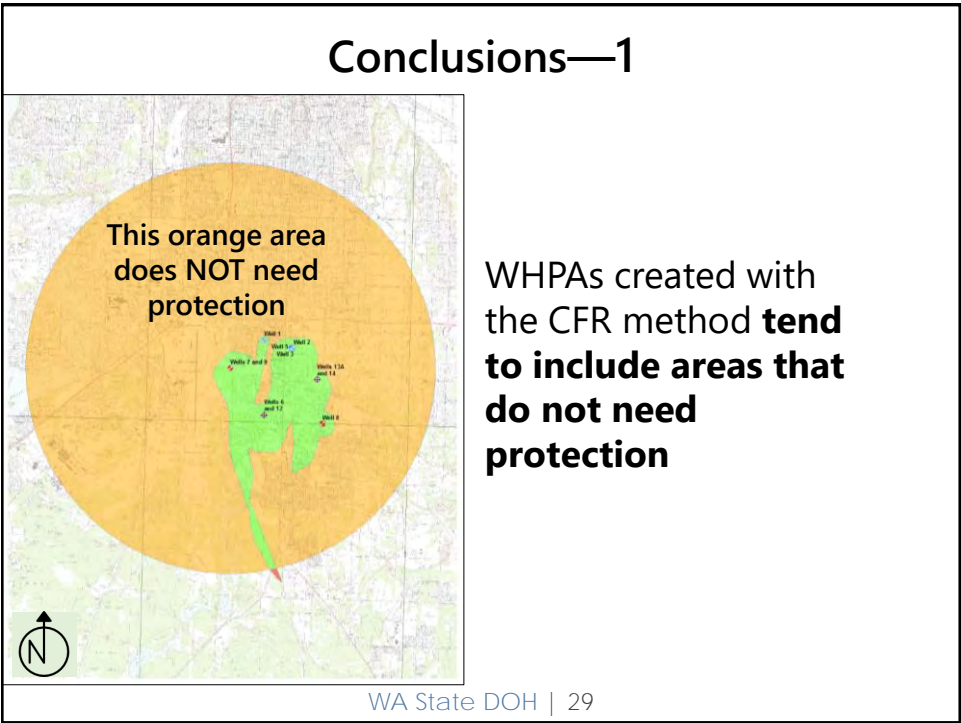 Conclusions—1
This orange area
does NOT need
protection
Well 1
Well 5
Well 2
Well 3
Wells 7 and 9
Wells 13A
and 14
Wells 6
and 12
Well 8
N
WHPAs created with
the CFR method tend
to include areas that
do not need
protection
WA State DOH | 29